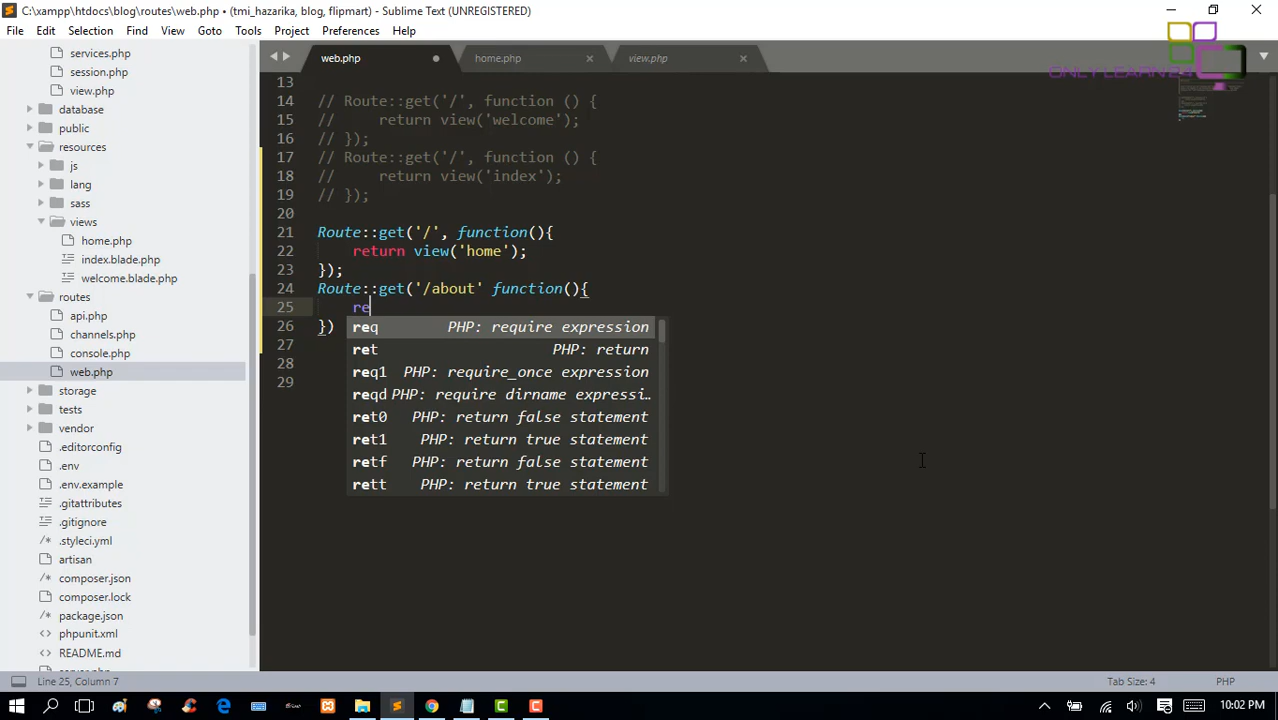 C:\xampp\htdocs\blog\routes\web.php • (tmi_hazarika, blog, flipmart) - Sublime Text (UNREGISTERED)
File Edit Selection Find View Goto Tools Project Preferences Help
ONLY LEARN 24
services.php
session.php
view.php
database
public
resources
js
lang
sass
views
home.php
index.blade.php
welcome.blade.php
routes
api.php
channels.php
console.php
web.php
storage
tests
vendor
.editorconfig
.env
.env.example
.gitattributes
.gitignore
.styleci.yml
artisan
composer.json
composer.lock
package.json
phpunit.xml
README.md
web.php home.php view.php
13
14 // Route::get('/', function () {
15 //     return view('welcome');
16 // });
17 // Route::get('/', function () {
18 //     return view('index');
19 // });
20
21 Route::get('/', function(){
22     return view('home');
23 });
24 Route::get('/about' function(){
25     re
26 })
27
28
29
req PHP: require expression
ret PHP: return
req1 PHP: require_once expression
reqd PHP: require dirname expressi…
ret0 PHP: return false statement
ret1 PHP: return true statement
retf PHP: return false statement
rett PHP: return true statement
Line 25, Column 7 Tab Size: 4 PHP
10:02 PM